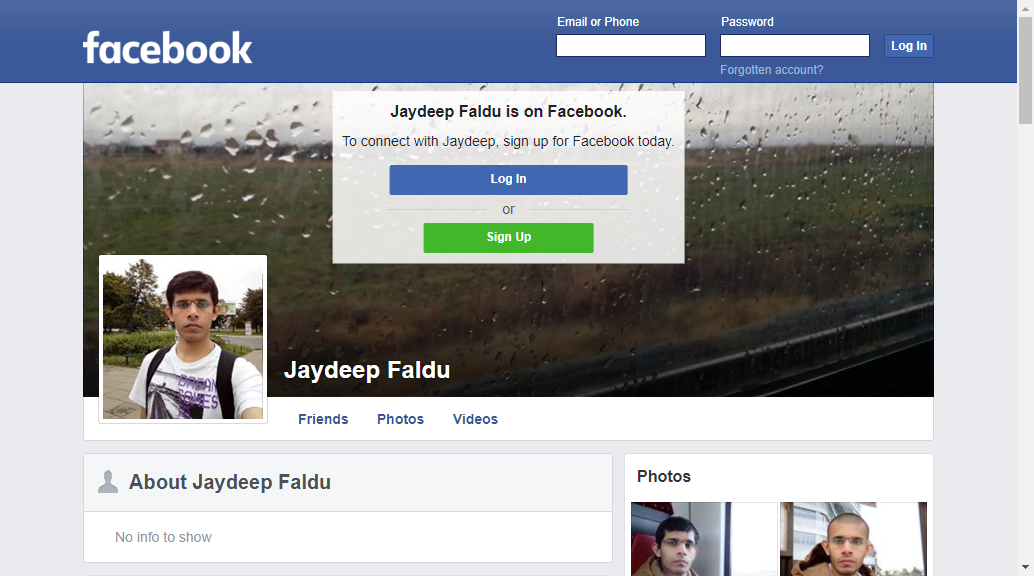 Email or Phone
Password
facebook
Log In
Forgotten account?
Jaydeep Faldu is on Facebook.
To connect with Jaydeep, sign up for Facebook today.
Log In
or
Sign Up
Jaydeep Faldu
Friends
Photos
Videos
About Jaydeep Faldu
No info to show
Photos